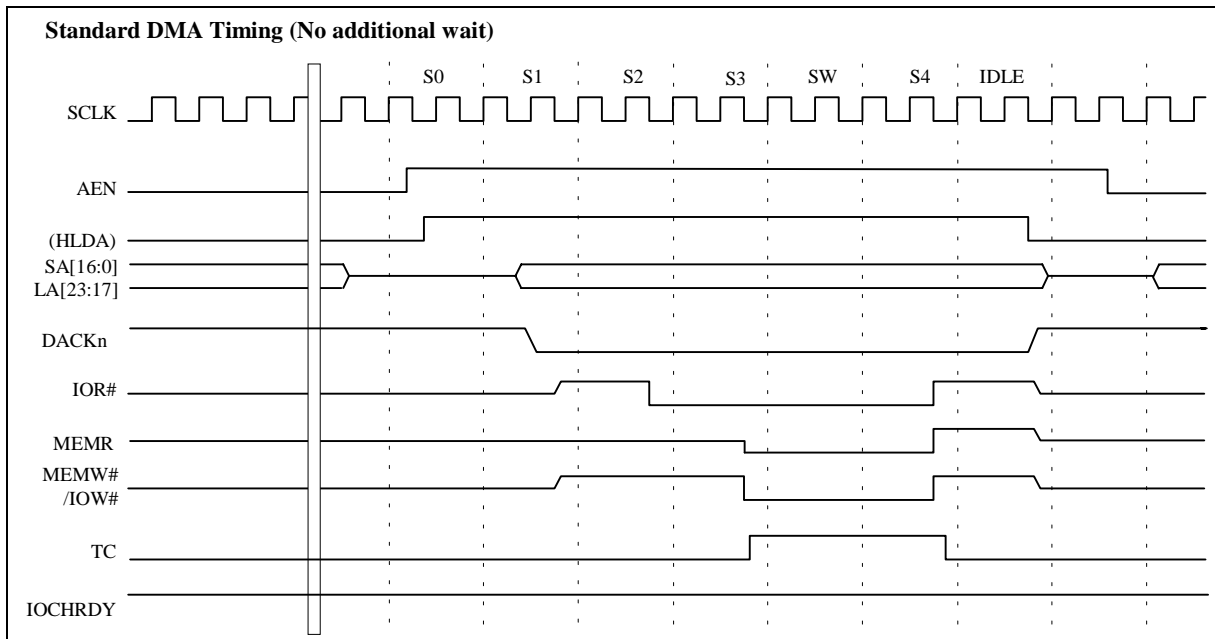 Standard DMA Timing (No additional wait)
S0 S1 S2 S3 SW S4 IDLE
SCLK
AEN
(HLDA)
SA[16:0]
LA[23:17]
DACKn
IOR#
MEMR
MEMW#
/IOW#
TC
IOCHRDY